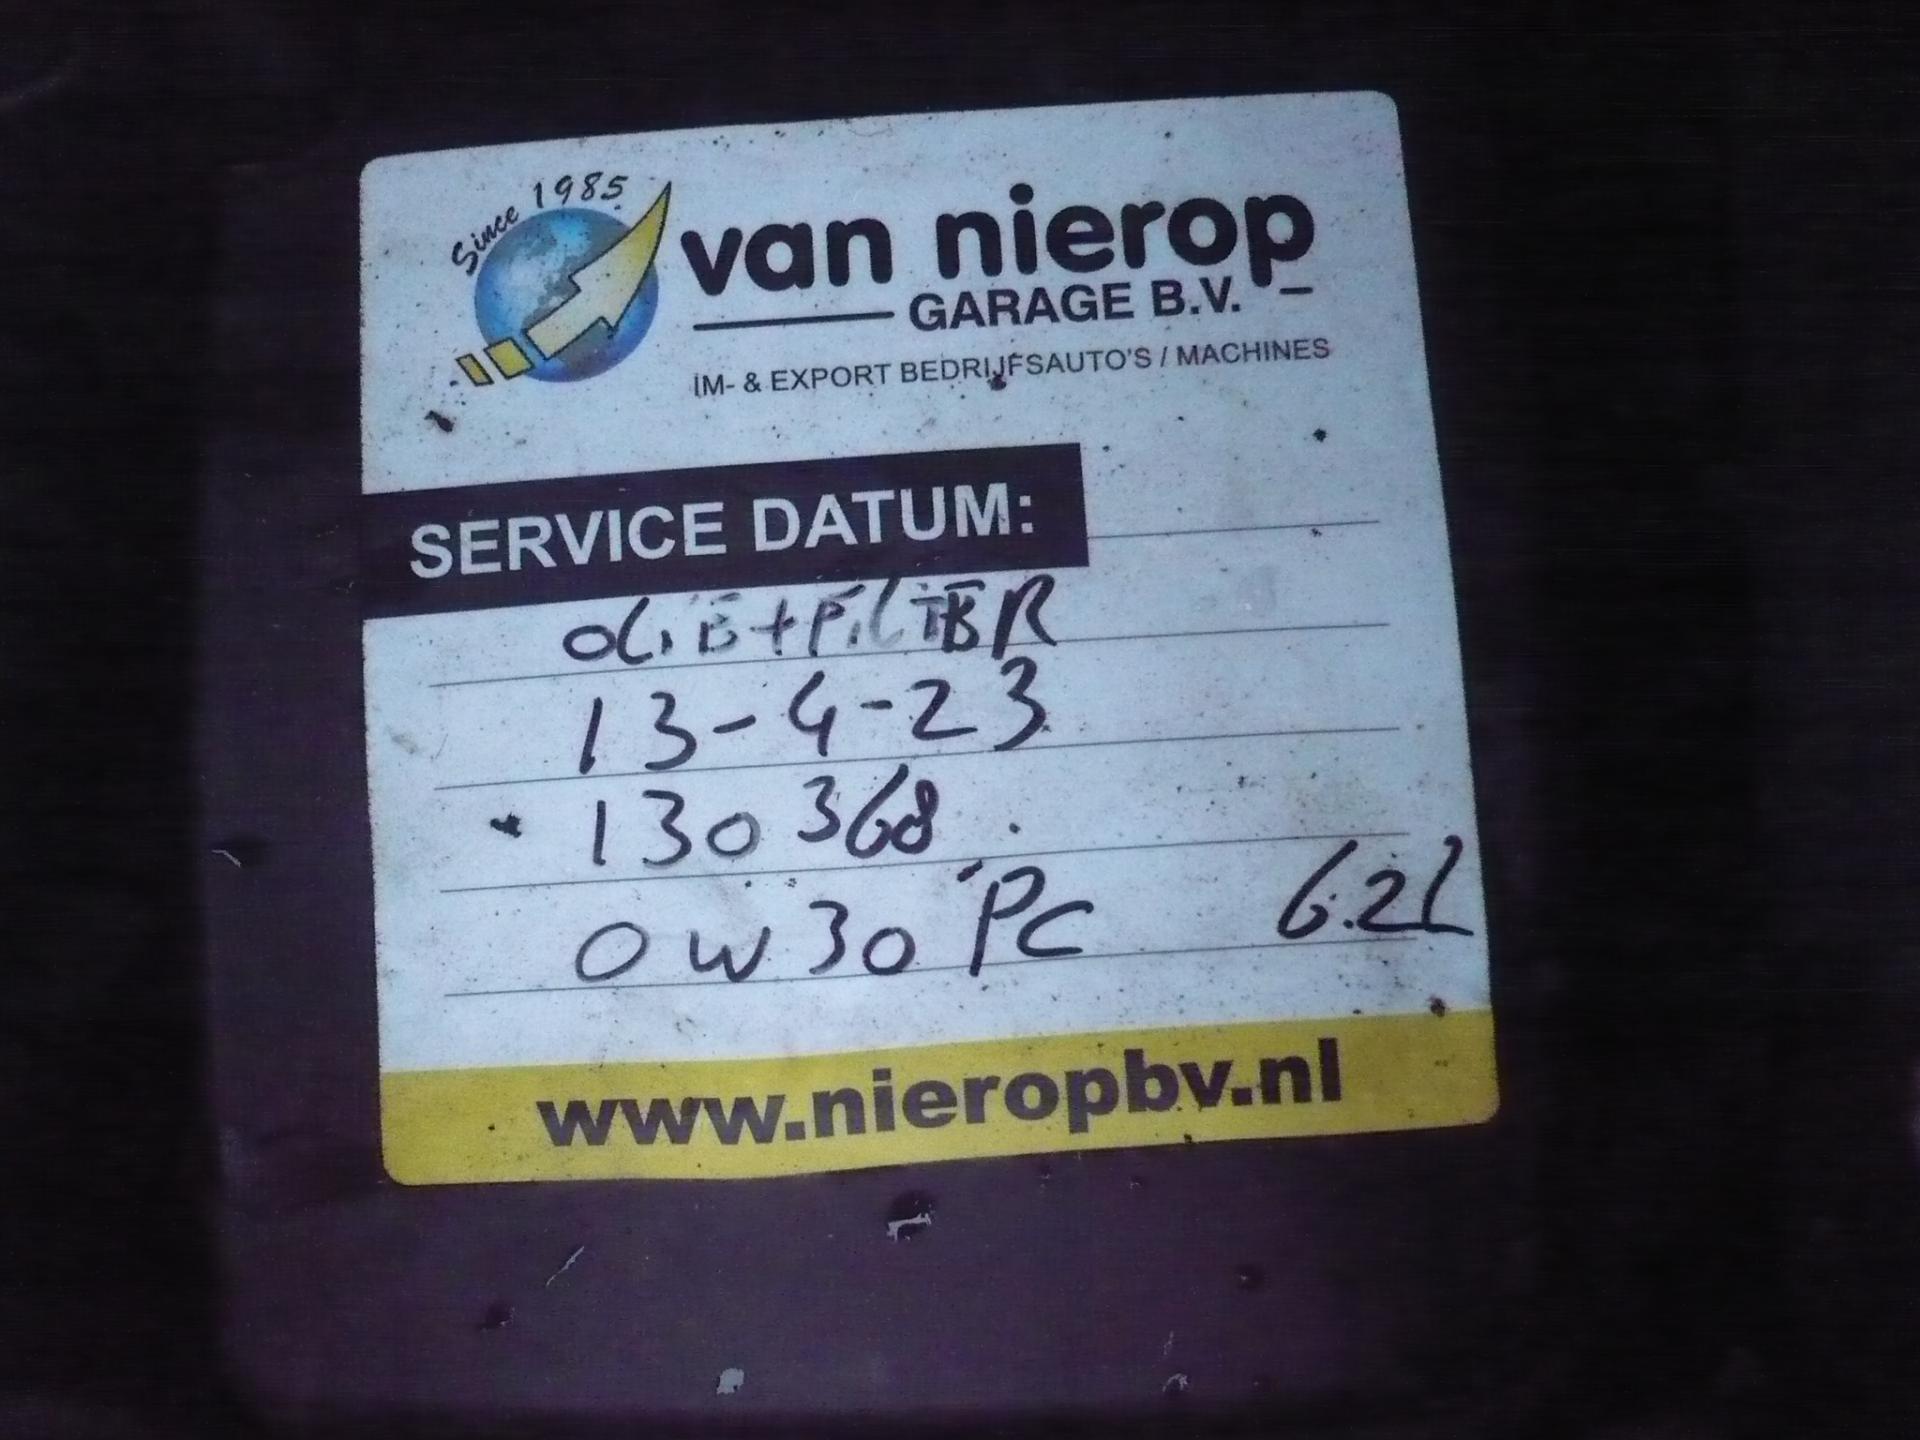 Since 1985
van nierop
GARAGE B.V.
IM- & EXPORT BEDRIJFSAUTO'S / MACHINES
SERVICE DATUM:
OLIE+FILTER
13-4-23
130368
0W30 PC 6.2L
www.nieropbv.nl